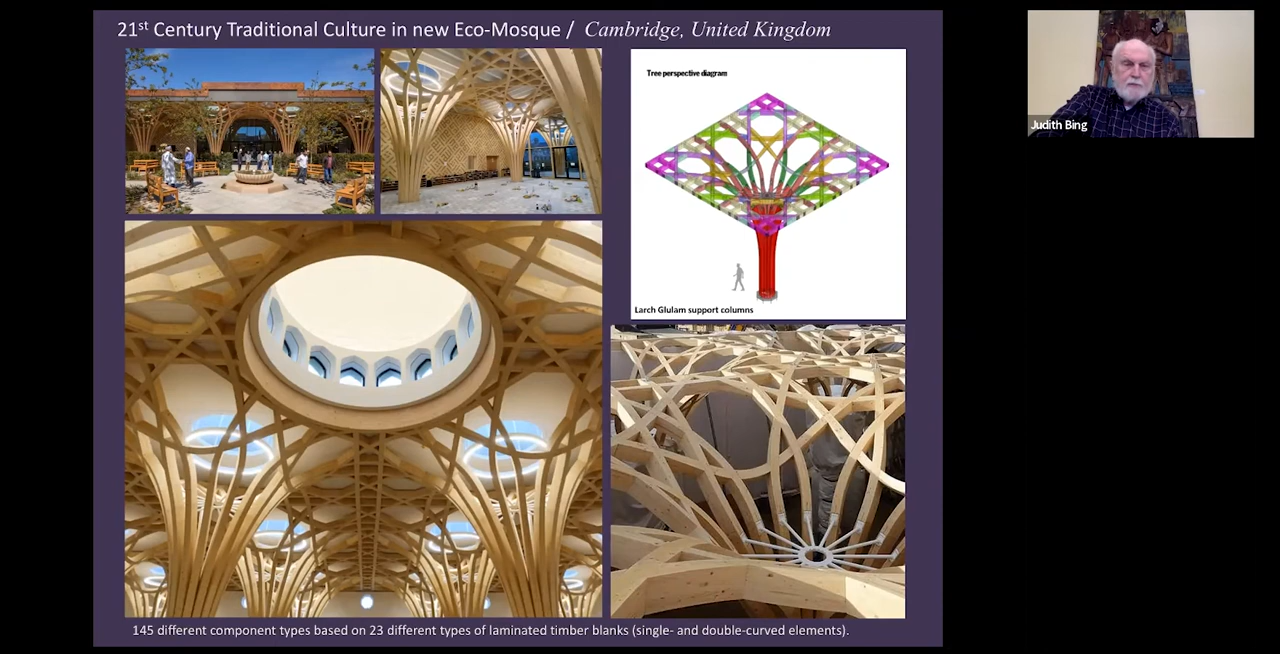 21st Century Traditional Culture in new Eco-Mosque / Cambridge, United Kingdom
Tree perspective diagram
Larch Glulam support columns
145 different component types based on 23 different types of laminated timber blanks (single- and double-curved elements).
Judith Bing